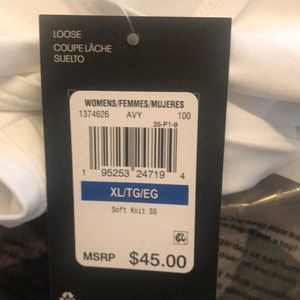 LOOSE
COUPE LÂCHE
SUELTO
WOMENS/FEMMES/MUJERES
1374626 AVY 100
35-P1-9
1 95253 24719 4
XL/TG/EG
Soft Knit SS
MSRP $45.00